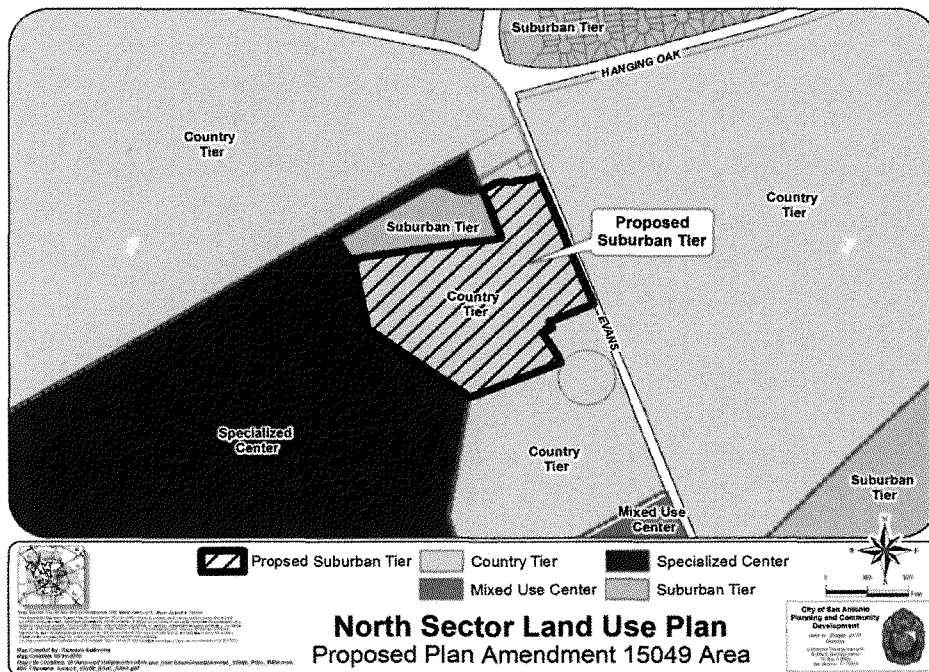 Suburban Tier
HANGING OAK
Country
Tier
Country
Tier
Suburban Tier
Proposed
Suburban Tier
Country
Tier
EVANS
Specialized
Center
Country
Tier
Suburban
Tier
Mixed Use
Center
Propsed Suburban Tier
Country Tier
Specialized Center
Mixed Use Center
Suburban Tier
North Sector Land Use Plan
Proposed Plan Amendment 15049 Area
City of San Antonio
Planning and Community
Development